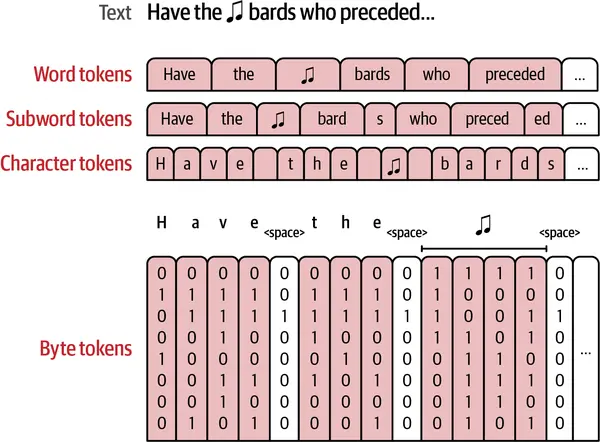 Text Have the ♫ bards who preceded...
Word tokens Have the ♫ bards who preceded ...
Subword tokens Have the ♫ bard s who preced ed ...
Character tokens H a v e t h e ♫ b a r d s ...
H a v e <space> t h e <space> ♫ <space>
0 0 0 0 0 0 0 0 0 1 1 1 1 0
1 1 1 1 0 1 1 1 0 1 0 0 0 0
0 1 1 1 1 1 1 1 1 1 0 0 1 1
0 0 1 0 0 1 0 0 0 1 1 0 1 0
Byte tokens ...
1 0 0 0 0 0 1 0 0 0 1 1 0 0
0 0 1 1 0 1 0 1 0 0 1 1 1 0
0 0 1 0 0 0 0 0 0 0 1 1 1 0
0 1 0 1 0 0 0 1 0 0 1 0 0 0